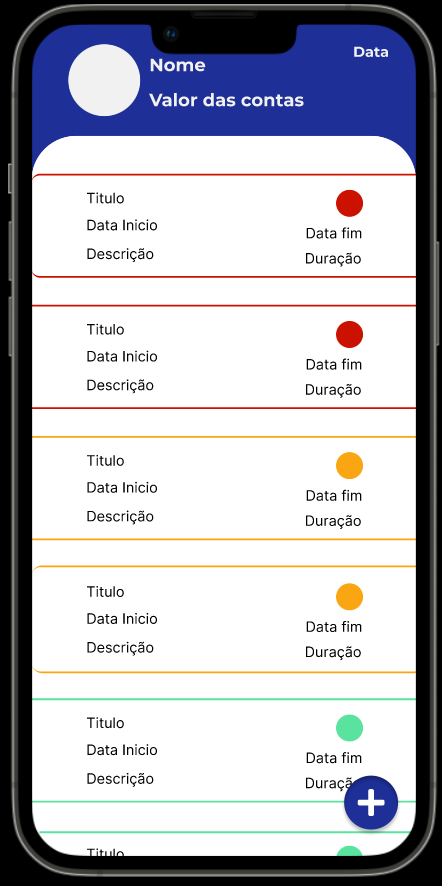 Data
Nome
Valor das contas
Titulo
Data Inicio
Data fim
Descrição
Duração
Titulo
Data Inicio
Data fim
Descrição
Duração
Titulo
Data Inicio
Data fim
Descrição
Duração
Titulo
Data Inicio
Data fim
Descrição
Duração
Titulo
Data Inicio
Data fim
Descrição
Duração
Titulo